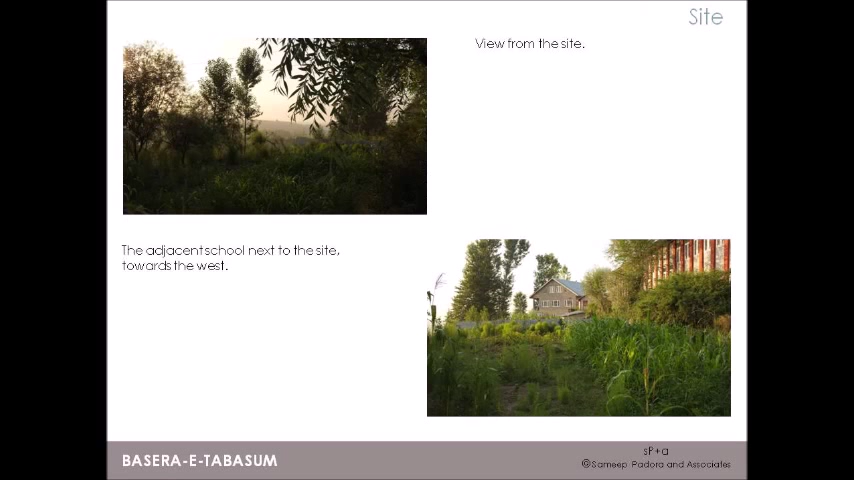 Site
View from the site.
The adjacent school next to the site,
towards the west.
BASERA-E-TABASUM
sP+a
©Sameep Padora and Associates